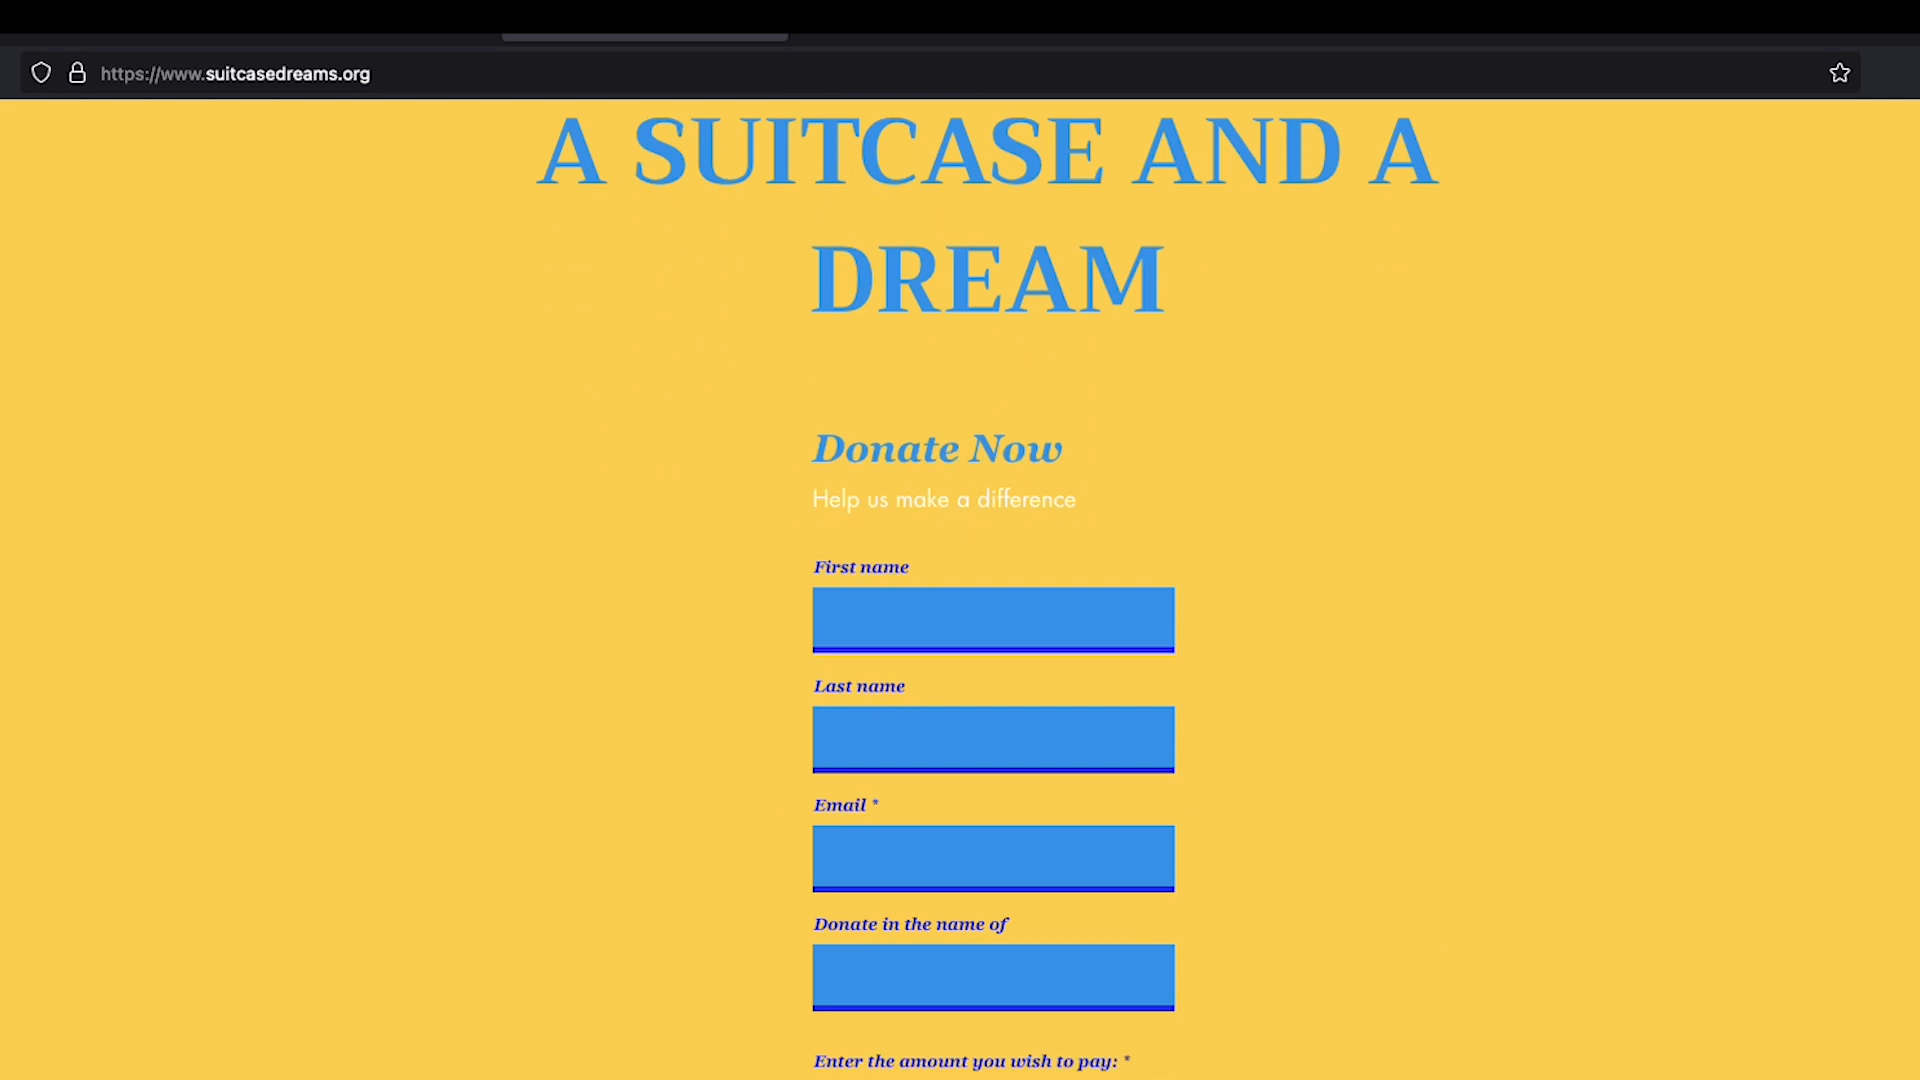 https://www.suitcasedreams.org
A SUITCASE AND A
DREAM
Donate Now
Help us make a difference
First name
Last name
Email *
Donate in the name of
Enter the amount you wish to pay: *